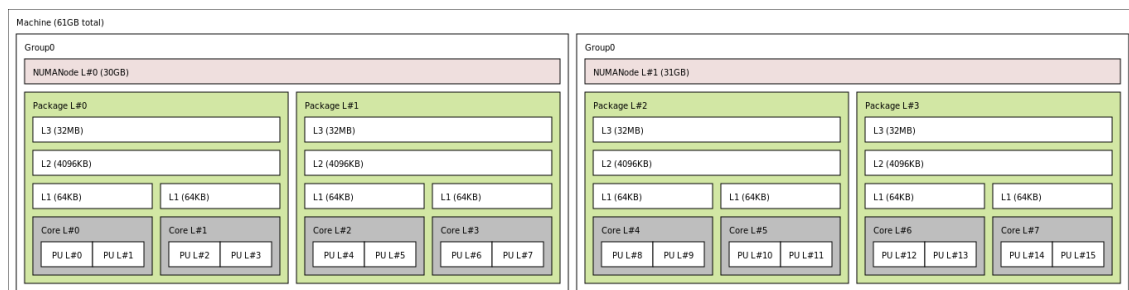 Machine (61GB total)
Group0
NUMANode L#0 (30GB)
Package L#0
L3 (32MB)
L2 (4096KB)
L1 (64KB)
L1 (64KB)
Core L#0
PU L#0
PU L#1
Core L#1
PU L#2
PU L#3
Package L#1
L3 (32MB)
L2 (4096KB)
L1 (64KB)
L1 (64KB)
Core L#2
PU L#4
PU L#5
Core L#3
PU L#6
PU L#7
Group0
NUMANode L#1 (31GB)
Package L#2
L3 (32MB)
L2 (4096KB)
L1 (64KB)
L1 (64KB)
Core L#4
PU L#8
PU L#9
Core L#5
PU L#10
PU L#11
Package L#3
L3 (32MB)
L2 (4096KB)
L1 (64KB)
L1 (64KB)
Core L#6
PU L#12
PU L#13
Core L#7
PU L#14
PU L#15